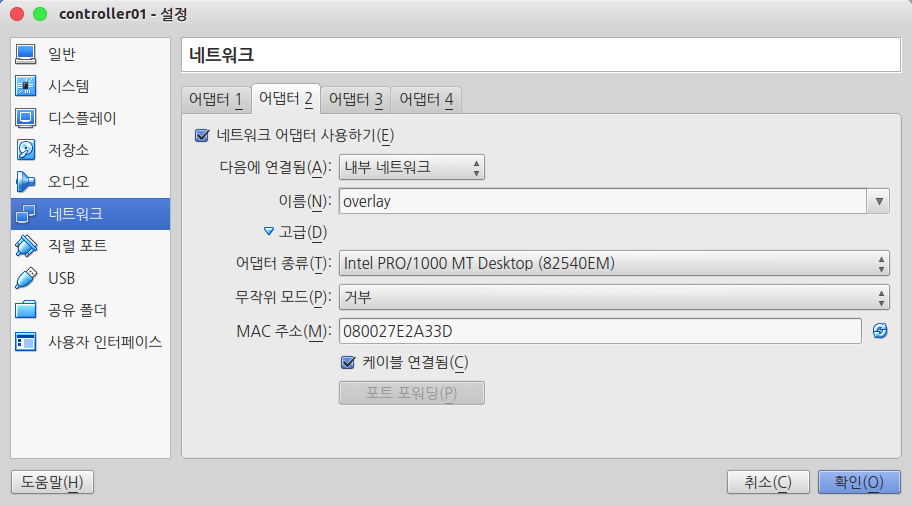 controller01 - 설정
일반
시스템
디스플레이
저장소
오디오
네트워크
직렬 포트
USB
공유 폴더
사용자 인터페이스
네트워크
어댑터 1 어댑터 2 어댑터 3 어댑터 4
네트워크 어댑터 사용하기(E)
다음에 연결됨(A): 내부 네트워크
이름(N): overlay
고급(D)
어댑터 종류(T): Intel PRO/1000 MT Desktop (82540EM)
무작위 모드(P): 거부
MAC 주소(M): 080027E2A33D
케이블 연결됨(C)
포트 포워딩(P)
도움말(H) 취소(C) 확인(O)